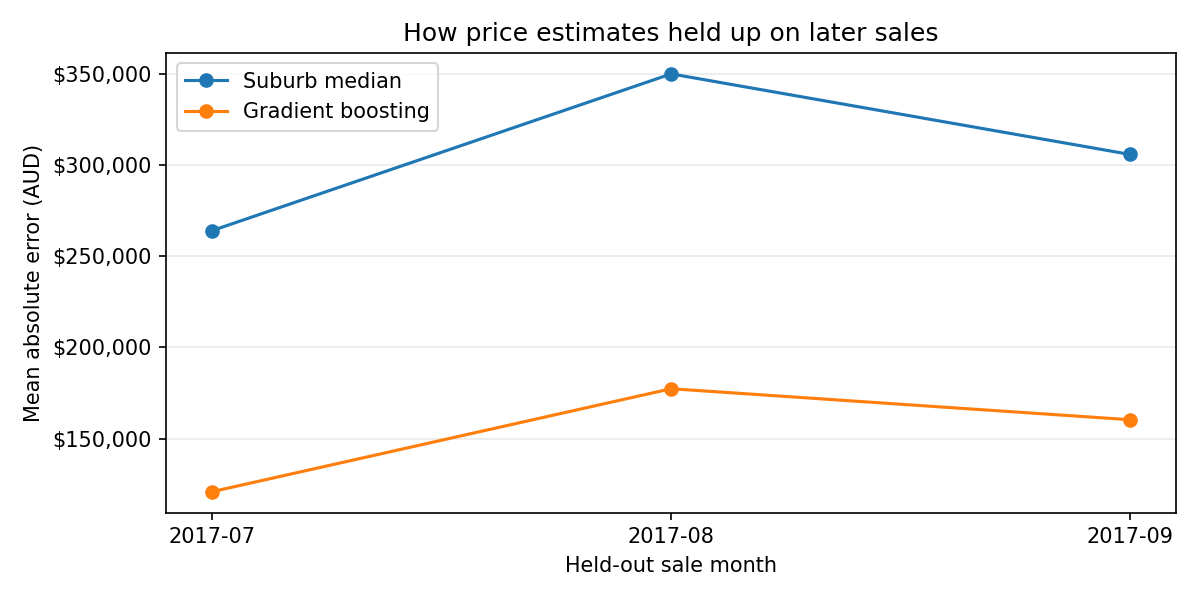 How price estimates held up on later sales
Suburb median
Gradient boosting
Mean absolute error (AUD)
$350,000
$300,000
$250,000
$200,000
$150,000
2017-07
2017-08
2017-09
Held-out sale month